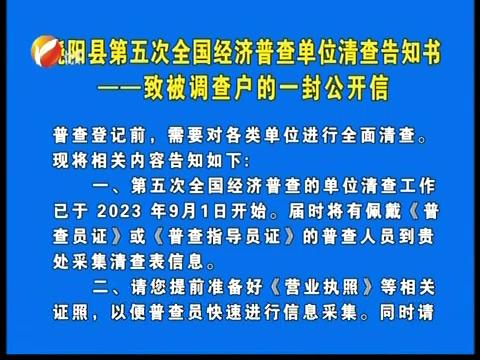 阳县第五次全国经济普查单位清查告知书
——致被调查户的一封公开信
普查登记前，需要对各类单位进行全面清查。
现将相关内容告知如下：
一、第五次全国经济普查的单位清查工作
已于 2023 年9月1日开始。届时将有佩戴《普
查员证》或《普查指导员证》的普查人员到贵
处采集清查表信息。
二、请您提前准备好《营业执照》等相关
证照，以便普查员快速进行信息采集。同时请